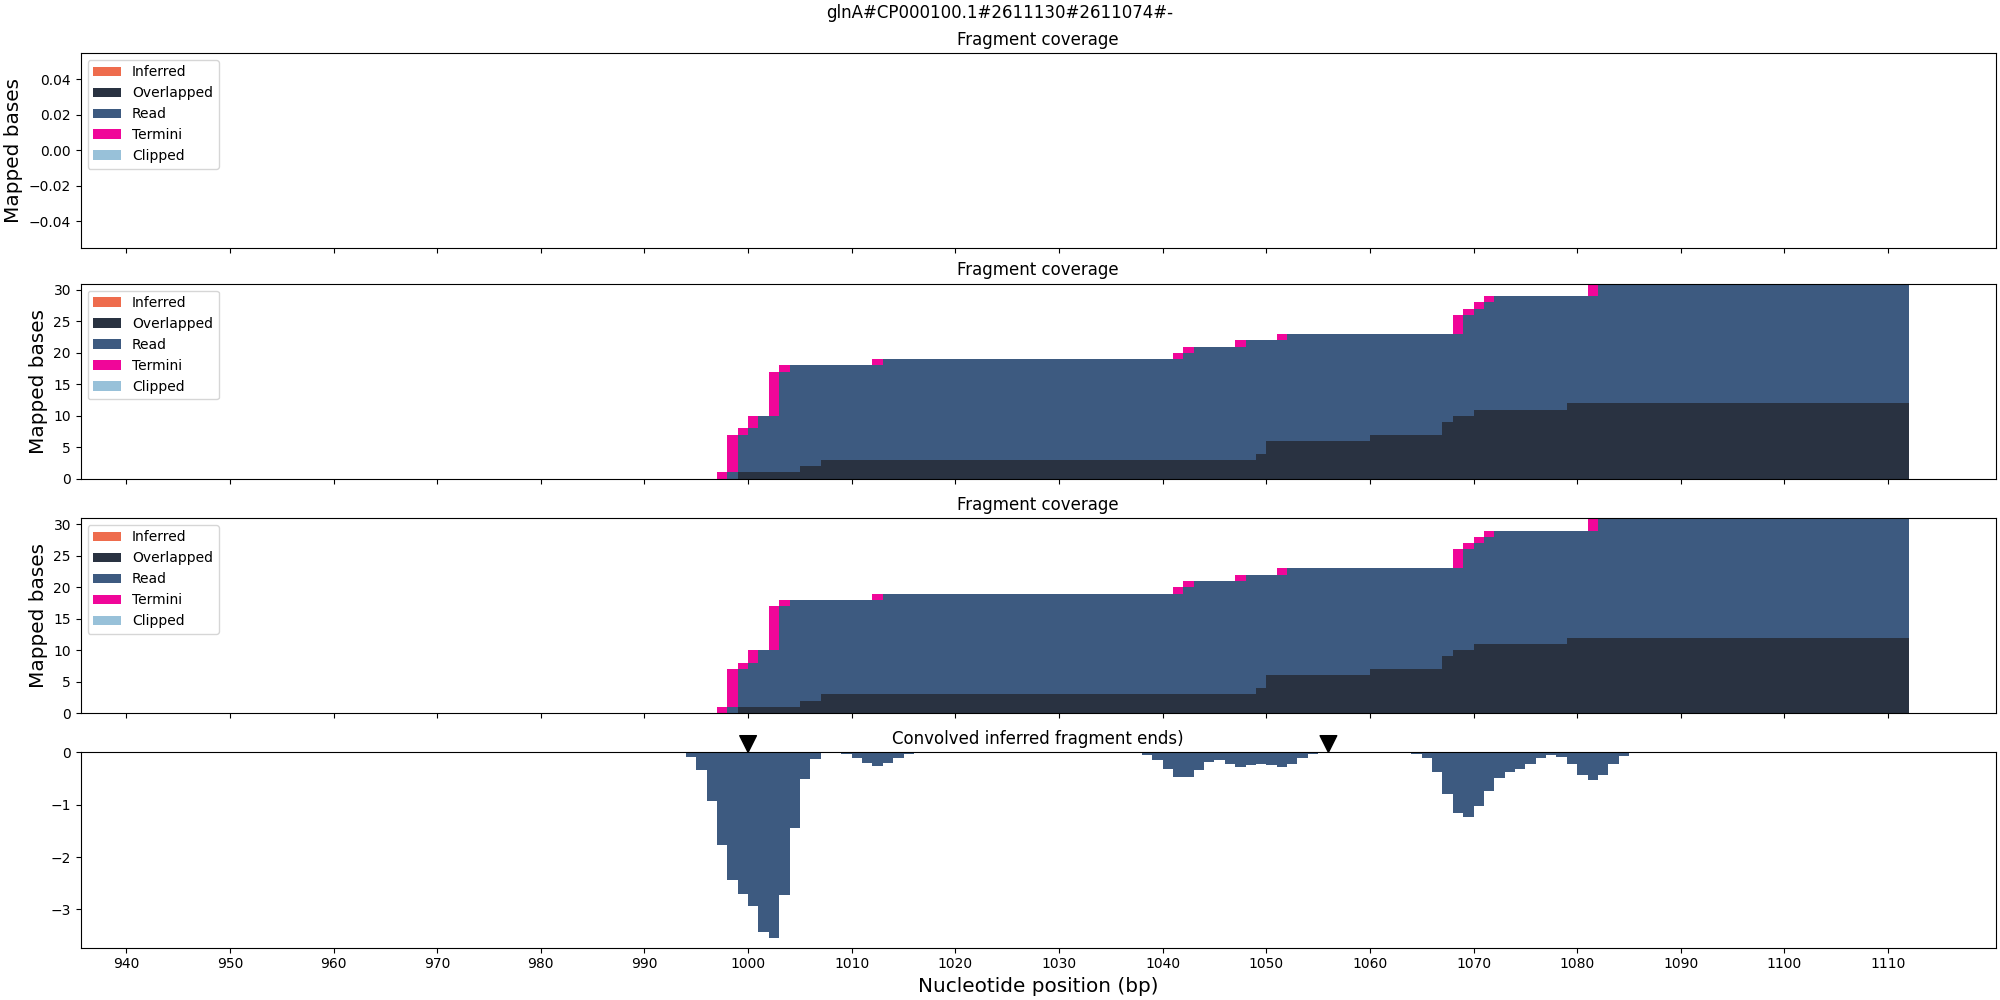 glnA#CP000100.1#2611130#2611074#-
Fragment coverage
Mapped bases
0.04
0.02
0.00
−0.02
−0.04
Inferred
Overlapped
Read
Termini
Clipped
Fragment coverage
Mapped bases
30
25
20
15
10
5
0
Inferred
Overlapped
Read
Termini
Clipped
Fragment coverage
Mapped bases
30
25
20
15
10
5
0
Inferred
Overlapped
Read
Termini
Clipped
Convolved inferred fragment ends)
0
−1
−2
−3
940 950 960 970 980 990 1000 1010 1020 1030 1040 1050 1060 1070 1080 1090 1100 1110
Nucleotide position (bp)